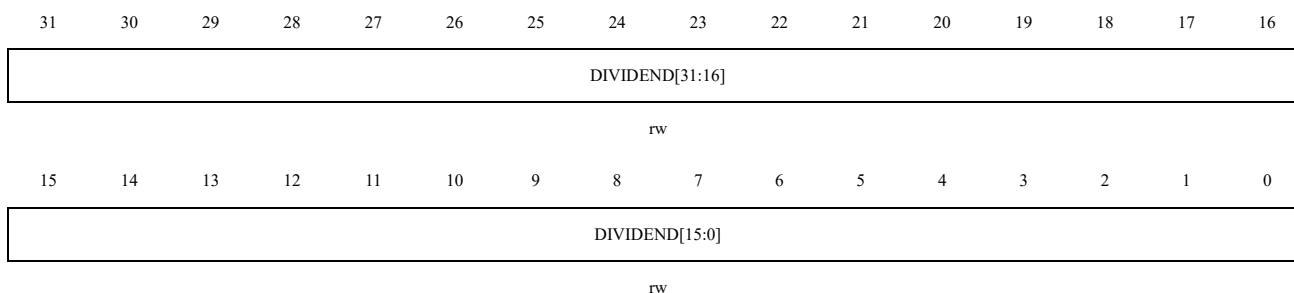 31 30 29 28 27 26 25 24 23 22 21 20 19 18 17 16
DIVIDEND[31:16]
rw
15 14 13 12 11 10 9 8 7 6 5 4 3 2 1 0
DIVIDEND[15:0]
rw